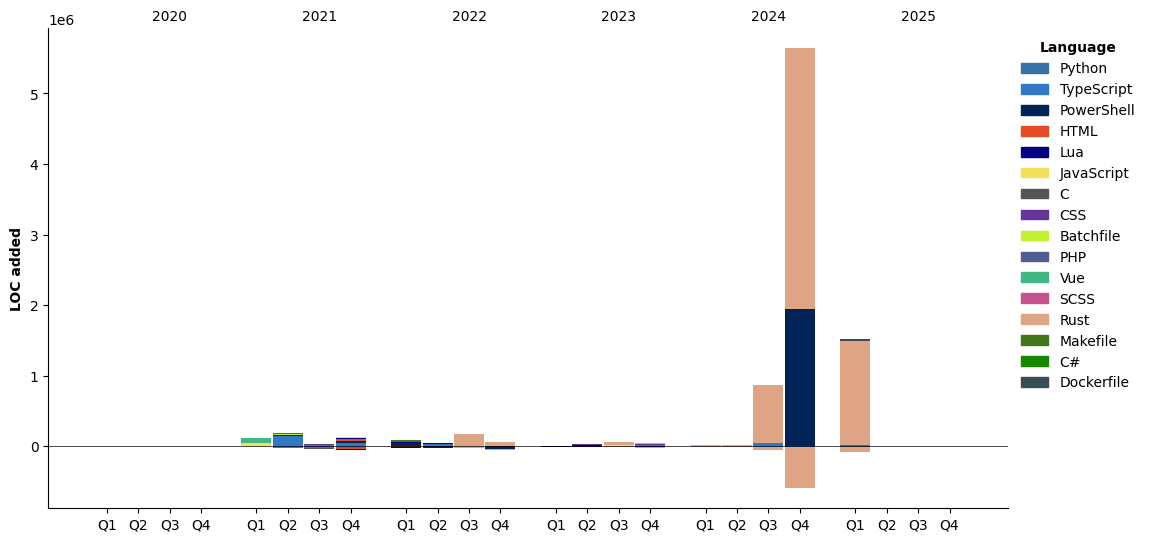 1e6
2020 2021 2022 2023 2024 2025
LOC added
5
4
3
2
1
0
Q1 Q2 Q3 Q4 Q1 Q2 Q3 Q4 Q1 Q2 Q3 Q4 Q1 Q2 Q3 Q4 Q1 Q2 Q3 Q4 Q1 Q2 Q3 Q4
Language
Python
TypeScript
PowerShell
HTML
Lua
JavaScript
C
CSS
Batchfile
PHP
Vue
SCSS
Rust
Makefile
C#
Dockerfile